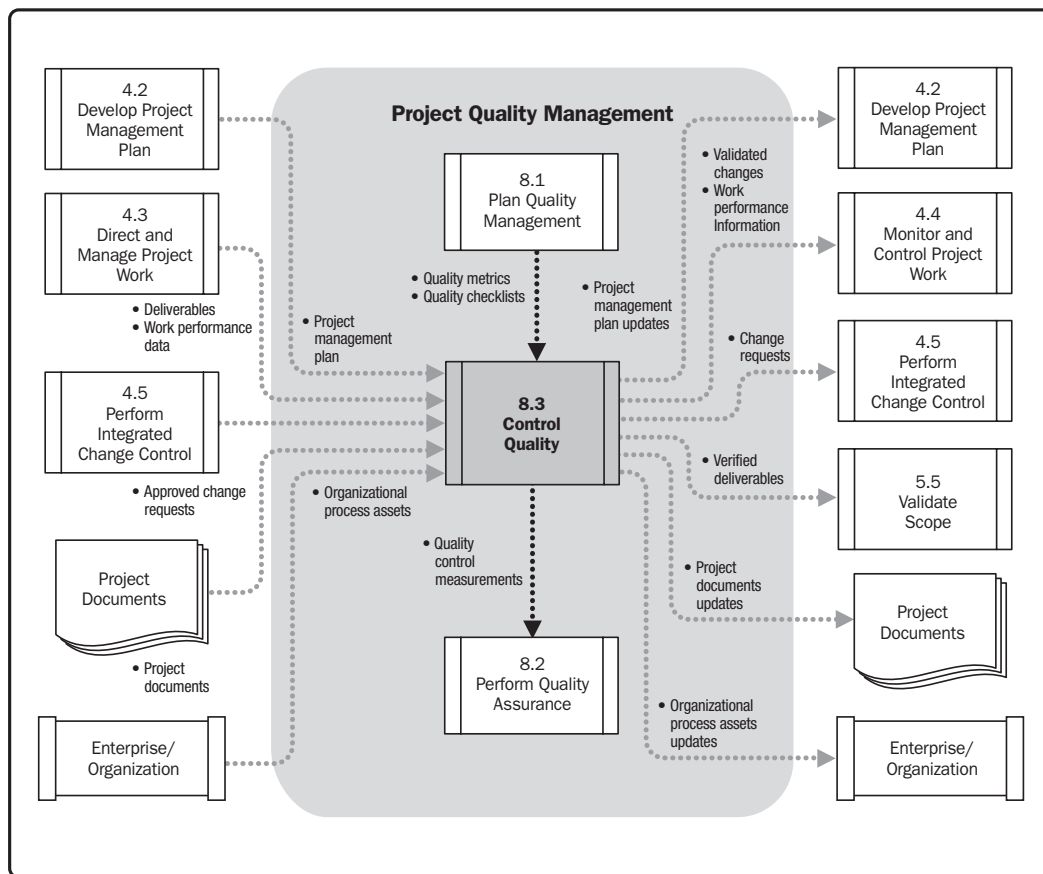 Project Quality Management
4.2
Develop Project
Management
Plan
4.3
Direct and
Manage Project
Work
• Deliverables
• Work performance
data
4.5
Perform
Integrated
Change Control
• Approved change
requests
Project
Documents
• Project
documents
Enterprise/
Organization
• Project
management
plan
• Organizational
process assets
8.1
Plan Quality
Management
• Quality metrics
• Quality checklists
8.3
Control
Quality
• Quality
control
measurements
8.2
Perform Quality
Assurance
• Validated
changes
• Work
performance
Information
• Project
management
plan updates
• Change
requests
• Verified
deliverables
• Project
documents
updates
• Organizational
process assets
updates
4.2
Develop Project
Management
Plan
4.4
Monitor and
Control Project
Work
4.5
Perform
Integrated
Change Control
5.5
Validate
Scope
Project
Documents
Enterprise/
Organization